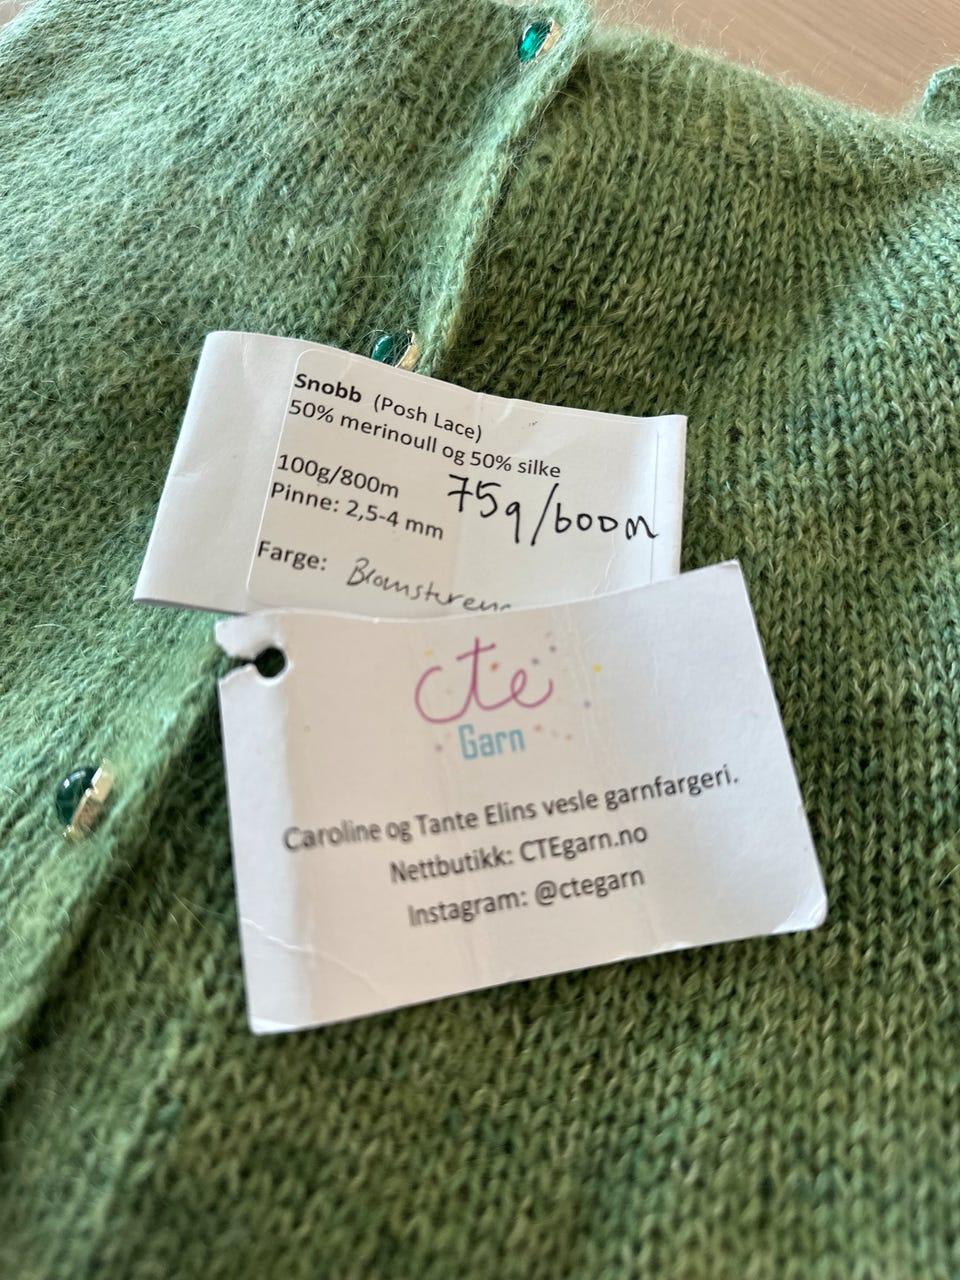 Snobb (Posh Lace)
50% merinoull og 50% silke
100g/800m
75g/600m
Pinne: 2,5-4 mm
Farge:
cte
Garn
Caroline og Tante Elins vesle garnfargeri.
Nettbutikk: CTEgarn.no
Instagram: @ctegarn